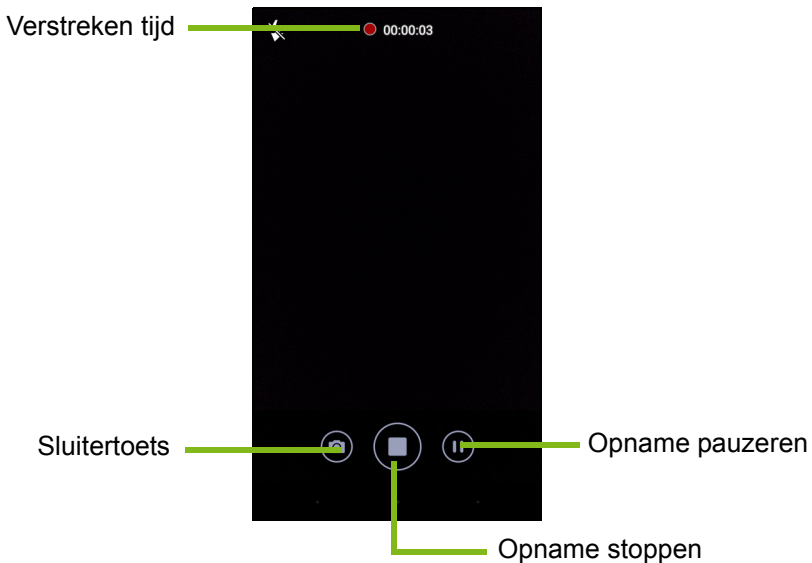 Verstreken tijd
00:00:03
Sluitertoets
Opname pauzeren
Opname stoppen